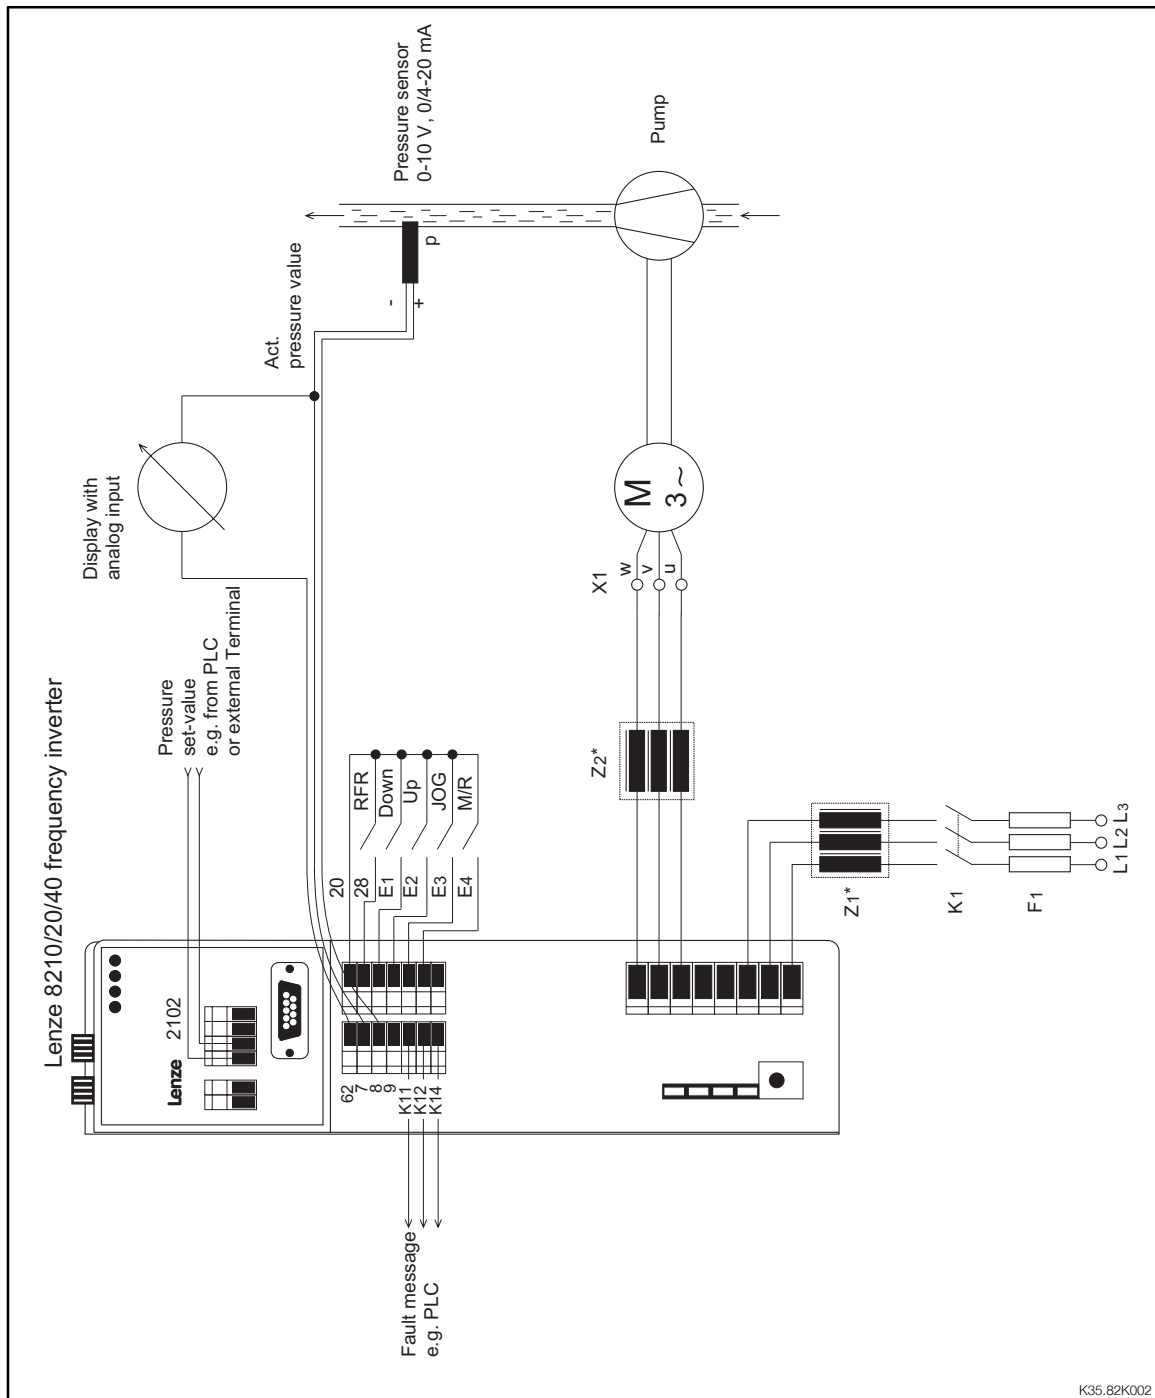 Lenze 8210/20/40 frequency inverter
Pressure
set-value
e.g. from PLC
or external Terminal
Display with
analog input
Act.
pressure value
Pressure sensor
0-10 V , 0/4-20 mA
-
+
p
Pump
Lenze
2102
20
28
E1
E2
E3
E4
RFR
Down
Up
JOG
M/R
62
7
8
9
K11
K12
K14
Fault message
e.g. PLC
X1
w
v
u
M
3~
Z2*
Z1*
K1
F1
L1
L2
L3
K35.82K002